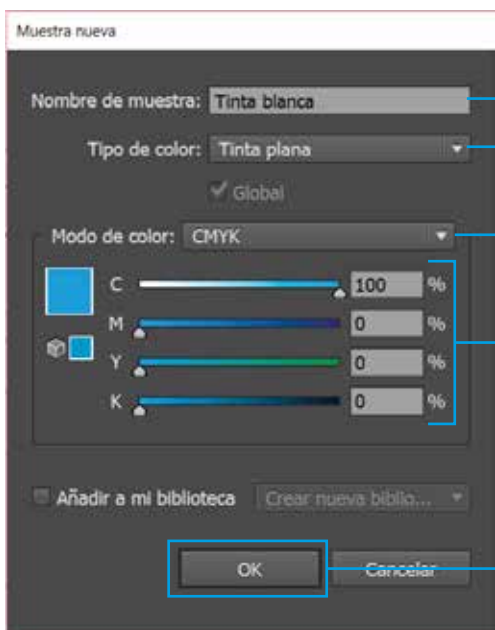 Muestra nueva
Nombre de muestra: Tinta blanca
Tipo de color: Tinta plana
Global
Modo de color: CMYK
C 100 %
M 0 %
Y 0 %
K 0 %
Añadir a mi biblioteca Crear nueva biblio...
OK Cancelar